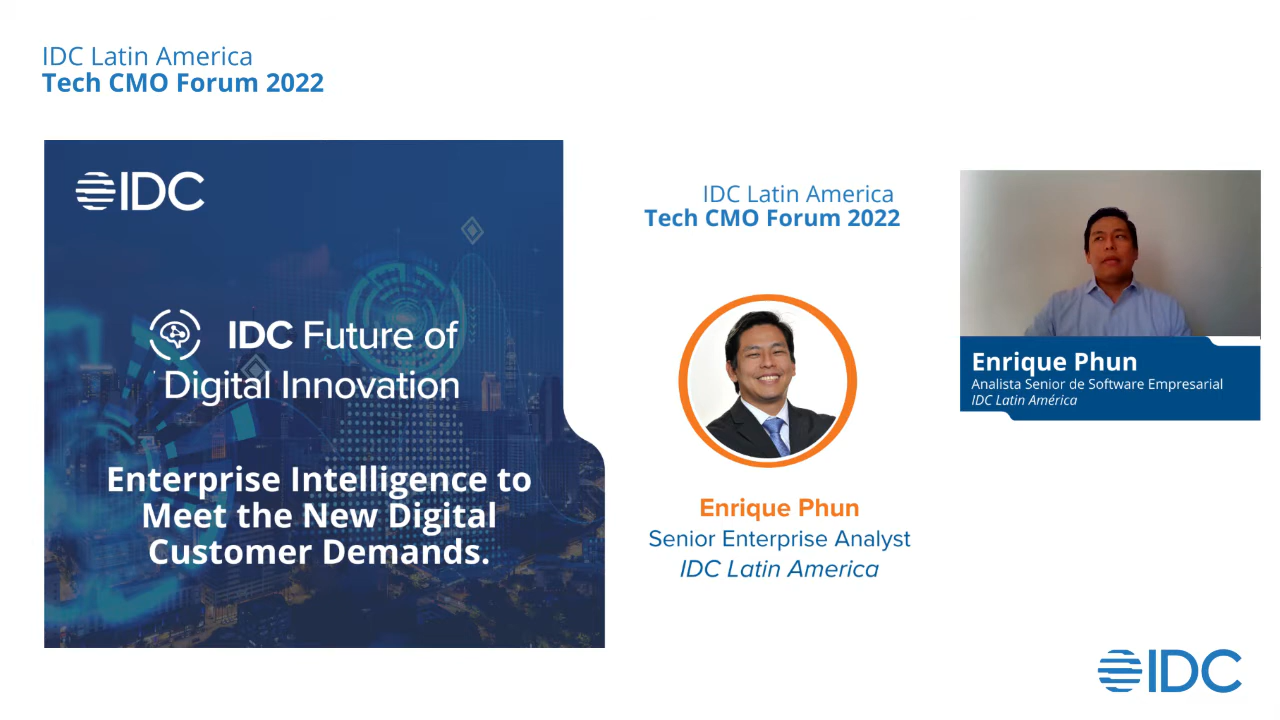 IDC Latin America
Tech CMO Forum 2022
IDC
IDC Future of
Digital Innovation
Enterprise Intelligence to
Meet the New Digital
Customer Demands.
IDC Latin America
Tech CMO Forum 2022
Enrique Phun
Senior Enterprise Analyst
IDC Latin America
Enrique Phun
Analista Senior de Software Empresarial
IDC Latin América
IDC